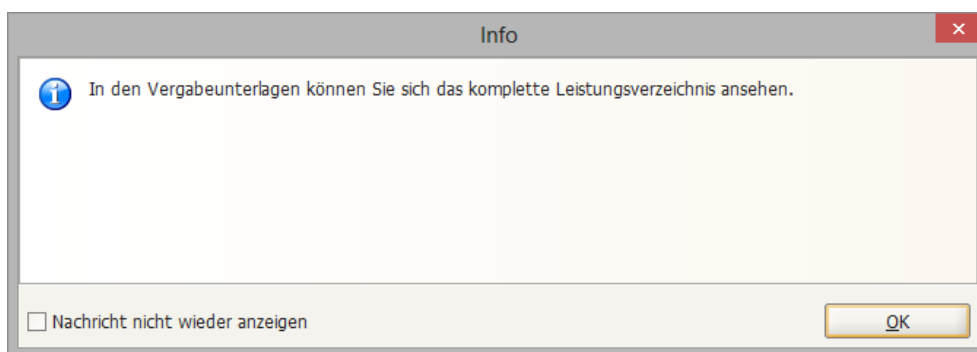 Info
In den Vergabeunterlagen können Sie sich das komplette Leistungsverzeichnis ansehen.
Nachricht nicht wieder anzeigen
OK